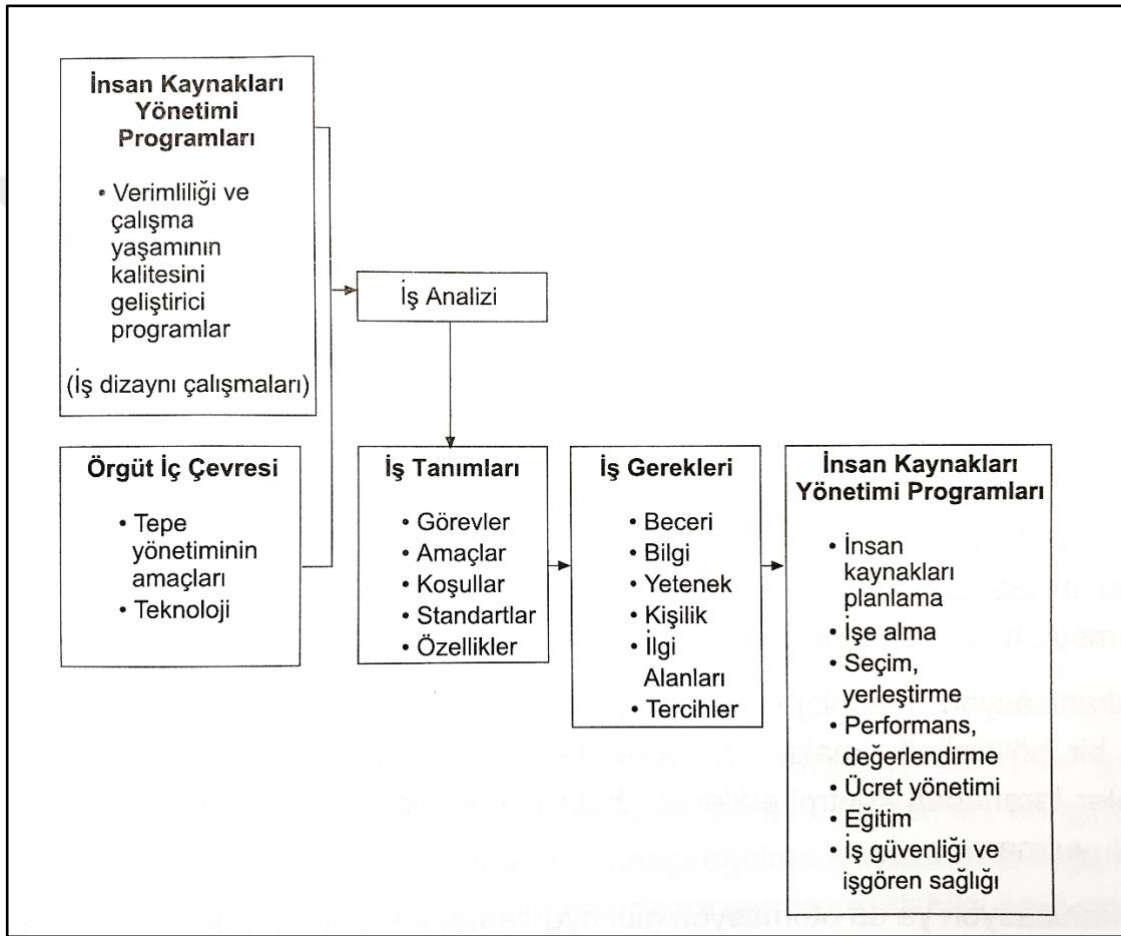 İnsan Kaynakları
Yönetimi
Programları
• Verimliliği ve
çalışma
yaşamının
kalitesini
geliştirici
programlar
(İş dizaynı çalışmaları)
İş Analizi
Örgüt İç Çevresi
• Tepe
yönetiminin
amaçları
• Teknoloji
İş Tanımları
• Görevler
• Amaçlar
• Koşullar
• Standartlar
• Özellikler
İş Gerekleri
• Beceri
• Bilgi
• Yetenek
• Kişilik
• İlgi
Alanları
• Tercihler
İnsan Kaynakları
Yönetimi Programları
• İnsan
kaynakları
planlama
• İşe alma
• Seçim,
yerleştirme
• Performans,
değerlendirme
• Ücret yönetimi
• Eğitim
• İş güvenliği ve
işgören sağlığı